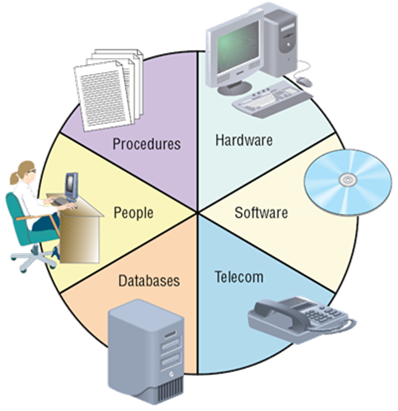 Procedures
Hardware
People
Software
Databases
Telecom